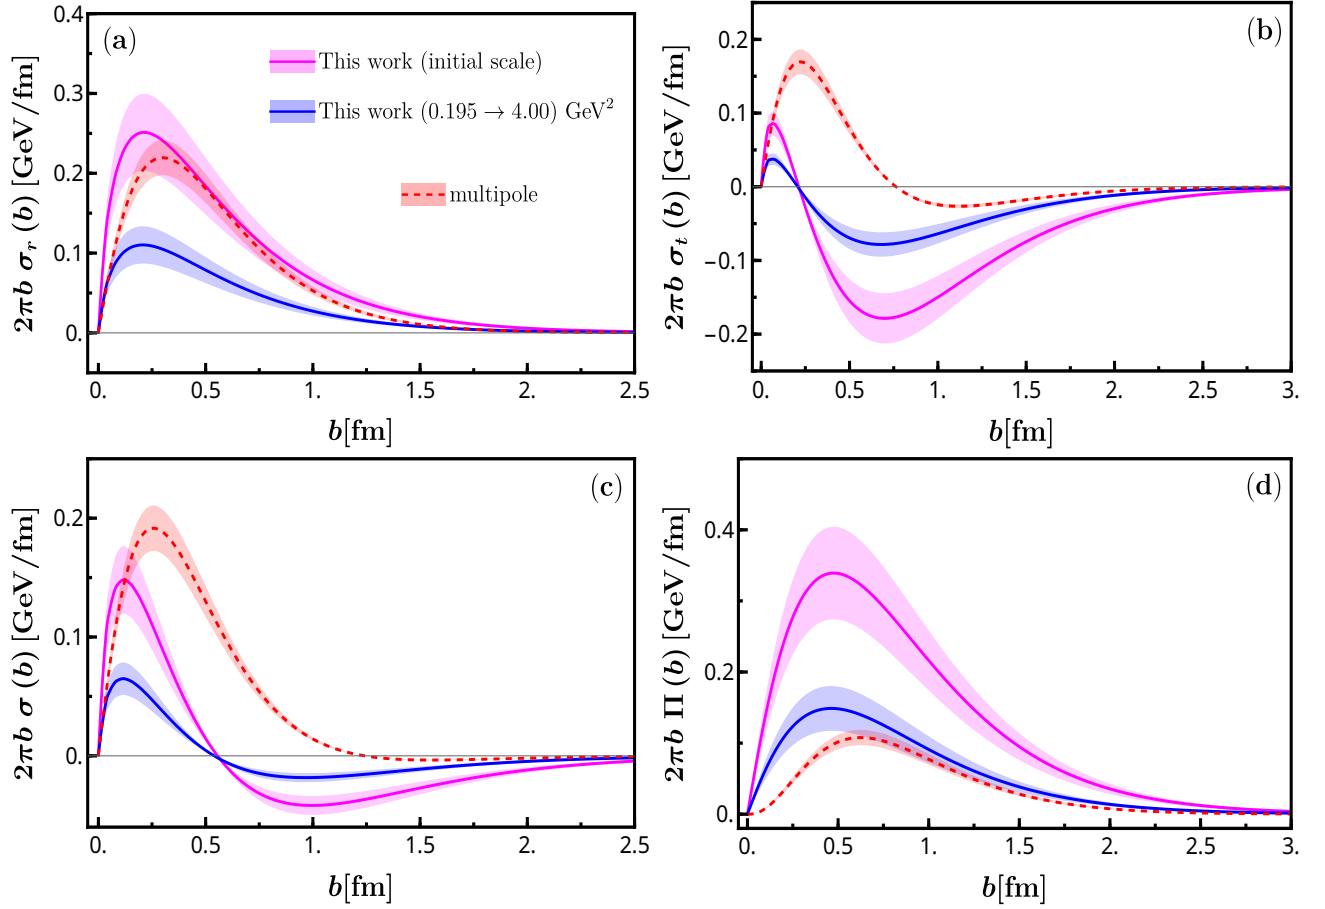 (a)
This work (initial scale)
This work (0.195 → 4.00) GeV²
multipole
2πb σᵣ (b) [GeV/fm]
0.4
0.3
0.2
0.1
0.
0. 0.5 1. 1.5 2. 2.5
b[fm]
(b)
2πb σₜ (b) [GeV/fm]
0.2
0.1
0.
−0.1
−0.2
0. 0.5 1. 1.5 2. 2.5 3.
b[fm]
(c)
2πb σ (b) [GeV/fm]
0.2
0.1
0.
0. 0.5 1. 1.5 2. 2.5
b[fm]
(d)
2πb Π (b) [GeV/fm]
0.4
0.2
0.
0. 0.5 1. 1.5 2. 2.5 3.
b[fm]